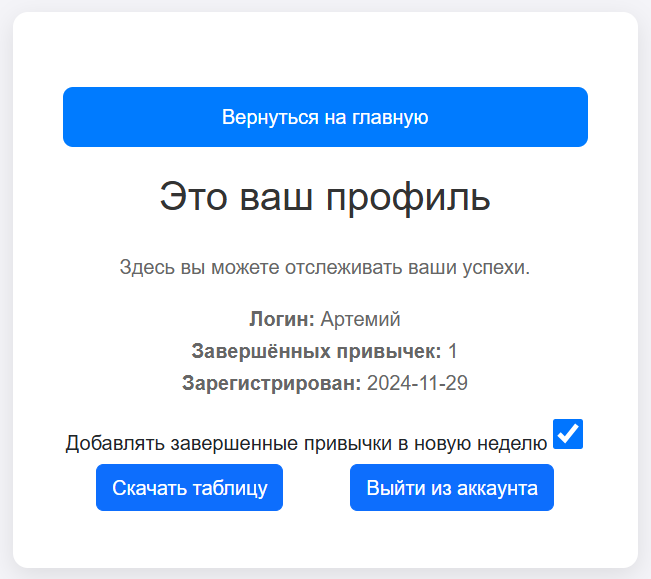 Вернуться на главную
Это ваш профиль
Здесь вы можете отслеживать ваши успехи.
Логин: Артемий
Завершённых привычек: 1
Зарегистрирован: 2024-11-29
Добавлять завершенные привычки в новую неделю
Скачать таблицу
Выйти из аккаунта